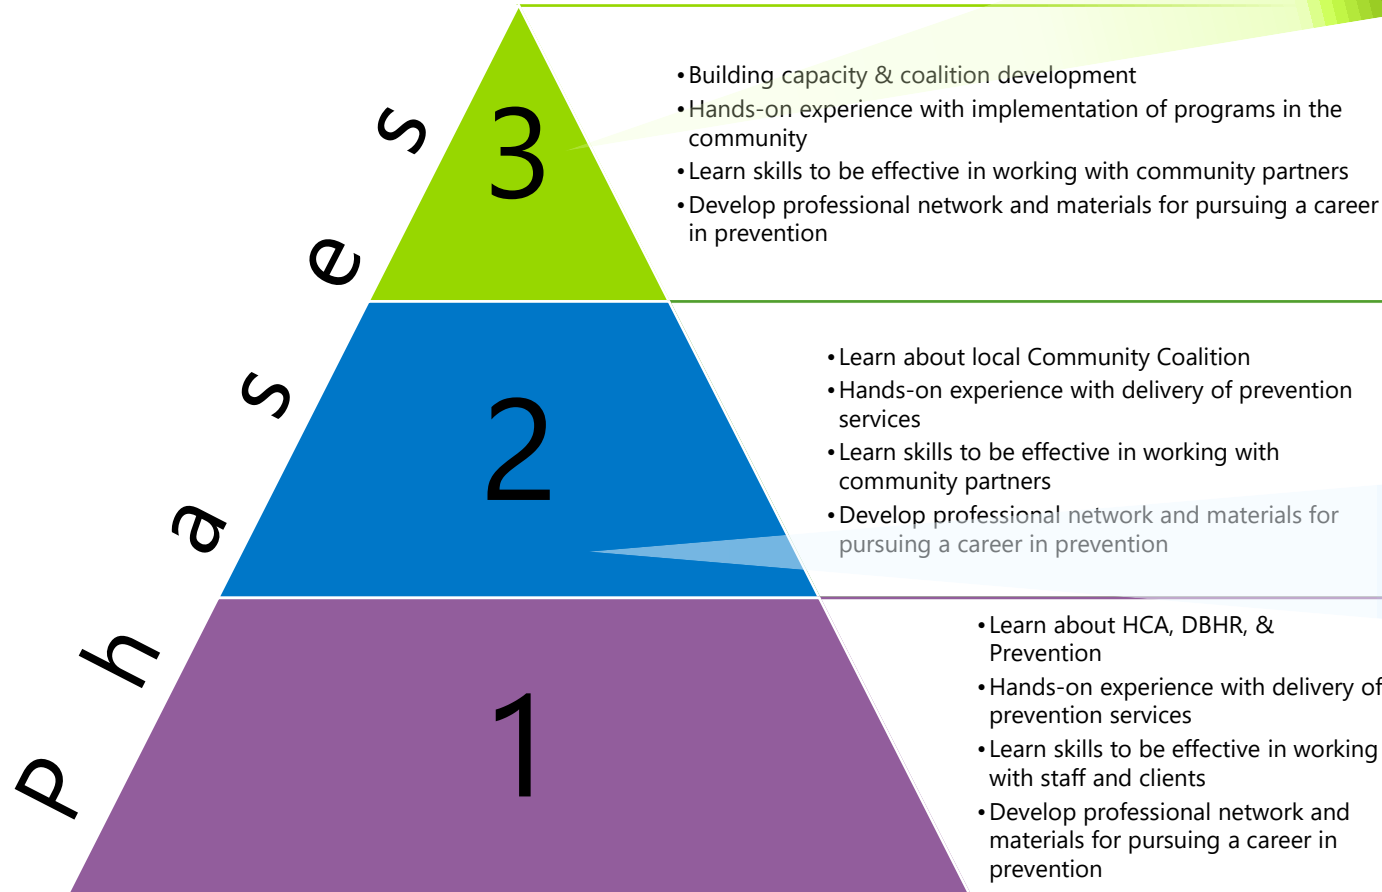 Phases
3
• Building capacity & coalition development
• Hands-on experience with implementation of programs in the
community
• Learn skills to be effective in working with community partners
• Develop professional network and materials for pursuing a career
in prevention
2
• Learn about local Community Coalition
• Hands-on experience with delivery of prevention
services
• Learn skills to be effective in working with
community partners
• Develop professional network and materials for
pursuing a career in prevention
1
• Learn about HCA, DBHR, &
Prevention
• Hands-on experience with delivery of
prevention services
• Learn skills to be effective in working
with staff and clients
• Develop professional network and
materials for pursuing a career in
prevention